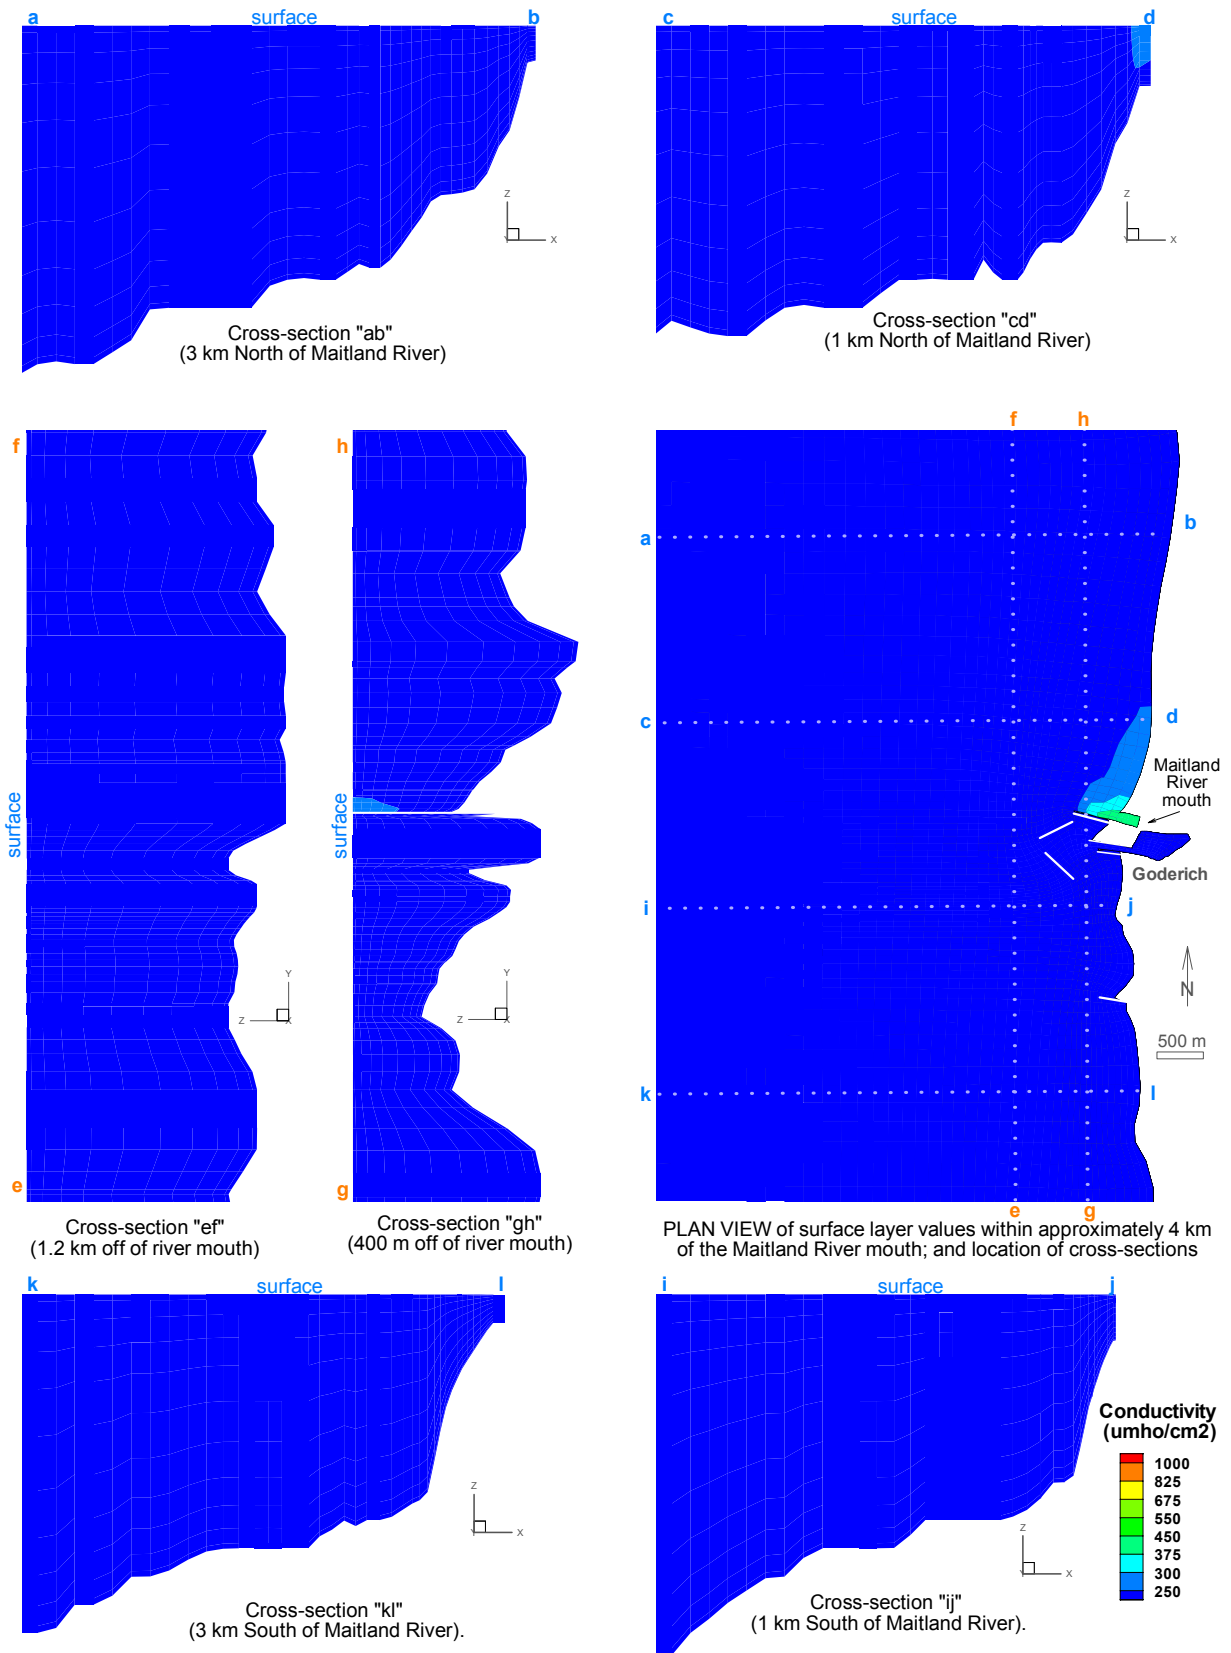 a
surface
b
Z
X
Y
Cross-section "ab"
(3 km North of Maitland River)
c
surface
d
Z
X
Y
Cross-section "cd"
(1 km North of Maitland River)
f
surface
Y
Z
X
e
Cross-section "ef"
(1.2 km off of river mouth)
h
surface
Y
Z
X
g
Cross-section "gh"
(400 m off of river mouth)
f
h
a
b
c
d
Maitland
River
mouth
Goderich
i
j
N
500 m
k
l
e
g
PLAN VIEW of surface layer values within approximately 4 km
of the Maitland River mouth; and location of cross-sections
k
surface
l
Z
X
Y
Cross-section "kl"
(3 km South of Maitland River).
i
surface
j
Z
X
Y
Cross-section "ij"
(1 km South of Maitland River).
Conductivity
(umho/cm2)
1000
825
675
550
450
375
300
250